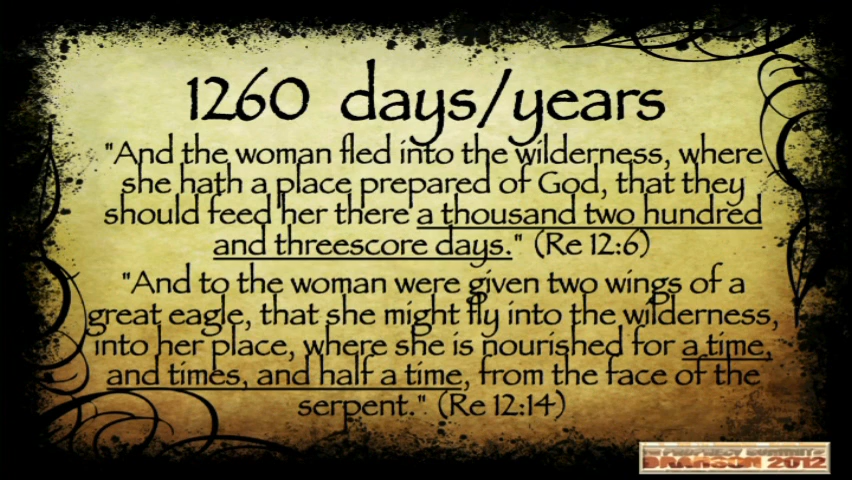 1260 days/years
"And the woman fled into the wilderness, where
she hath a place prepared of God, that they
should feed her there a thousand two hundred
and threescore days." (Re 12:6)
"And to the woman were given two wings of a
great eagle, that she might fly into the wilderness,
into her place, where she is nourished for a time,
and times, and half a time, from the face of the
serpent." (Re 12:14)
PROPHECY SUMMIT
BRANSON 2012